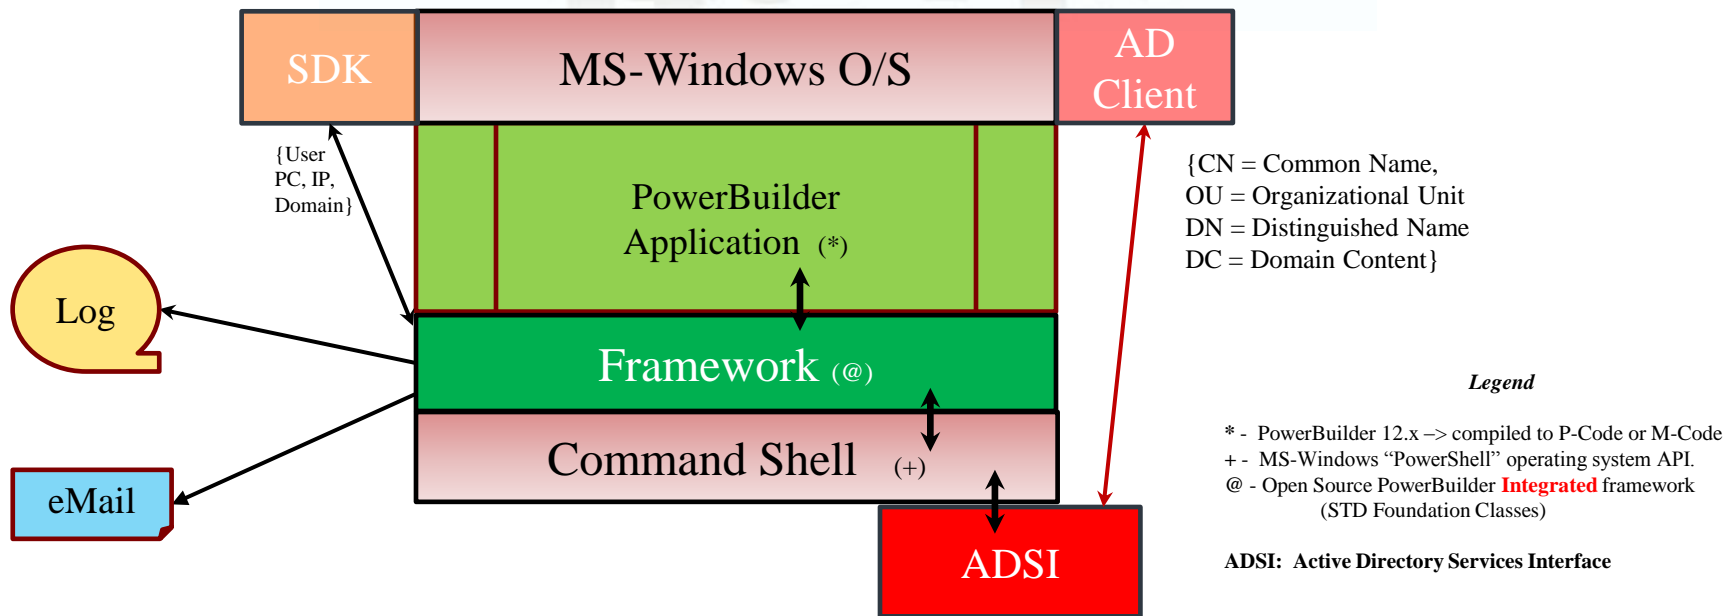 SDK
MS-Windows O/S
AD
Client
{User
PC, IP,
Domain}
PowerBuilder
Application (*)
{CN = Common Name,
OU = Organizational Unit
DN = Distinguished Name
DC = Domain Content}
Log
Framework (@)
Command Shell (+)
eMail
ADSI
Legend
* - PowerBuilder 12.x –> compiled to P-Code or M-Code
+ - MS-Windows “PowerShell” operating system API.
@ - Open Source PowerBuilder Integrated framework
(STD Foundation Classes)
ADSI: Active Directory Services Interface